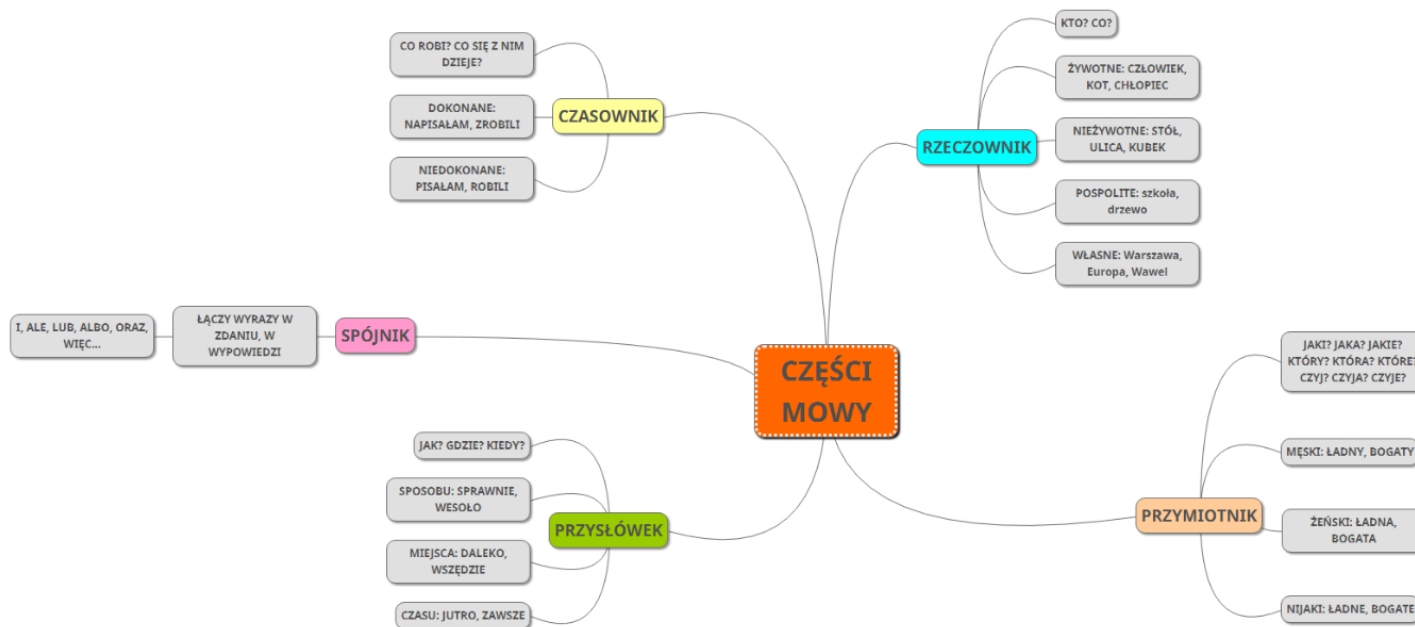 CZĘŚCI
MOWY
RZECZOWNIK
KTO? CO?
ŻYWOTNE: CZŁOWIEK,
KOT, CHŁOPIEC
NIEŻYWOTNE: STÓŁ,
ULICA, KUBEK
POSPOLITE: szkoła,
drzewo
WŁASNE: Warszawa,
Europa, Wawel
PRZYMIOTNIK
JAKI? JAKA? JAKIE?
KTÓRY? KTÓRA? KTÓRE?
CZYJ? CZYJA? CZYJE?
MĘSKI: ŁADNY, BOGATY
ŻEŃSKI: ŁADNA,
BOGATA
NIJAKI: ŁADNE, BOGATE
CZASOWNIK
CO ROBI? CO SIĘ Z NIM
DZIEJE?
DOKONANE:
NAPISAŁAM, ZROBILI
NIEDOKONANE:
PISAŁAM, ROBILI
SPÓJNIK
ŁĄCZY WYRAZY W
ZDANIU, W
WYPOWIEDZI
I, ALE, LUB, ALBO, ORAZ,
WIĘC...
PRZYSŁÓWEK
JAK? GDZIE? KIEDY?
SPOSOBU: SPRAWNIE,
WESOŁO
MIEJSCA: DALEKO,
WSZĘDZIE
CZASU: JUTRO, ZAWSZE